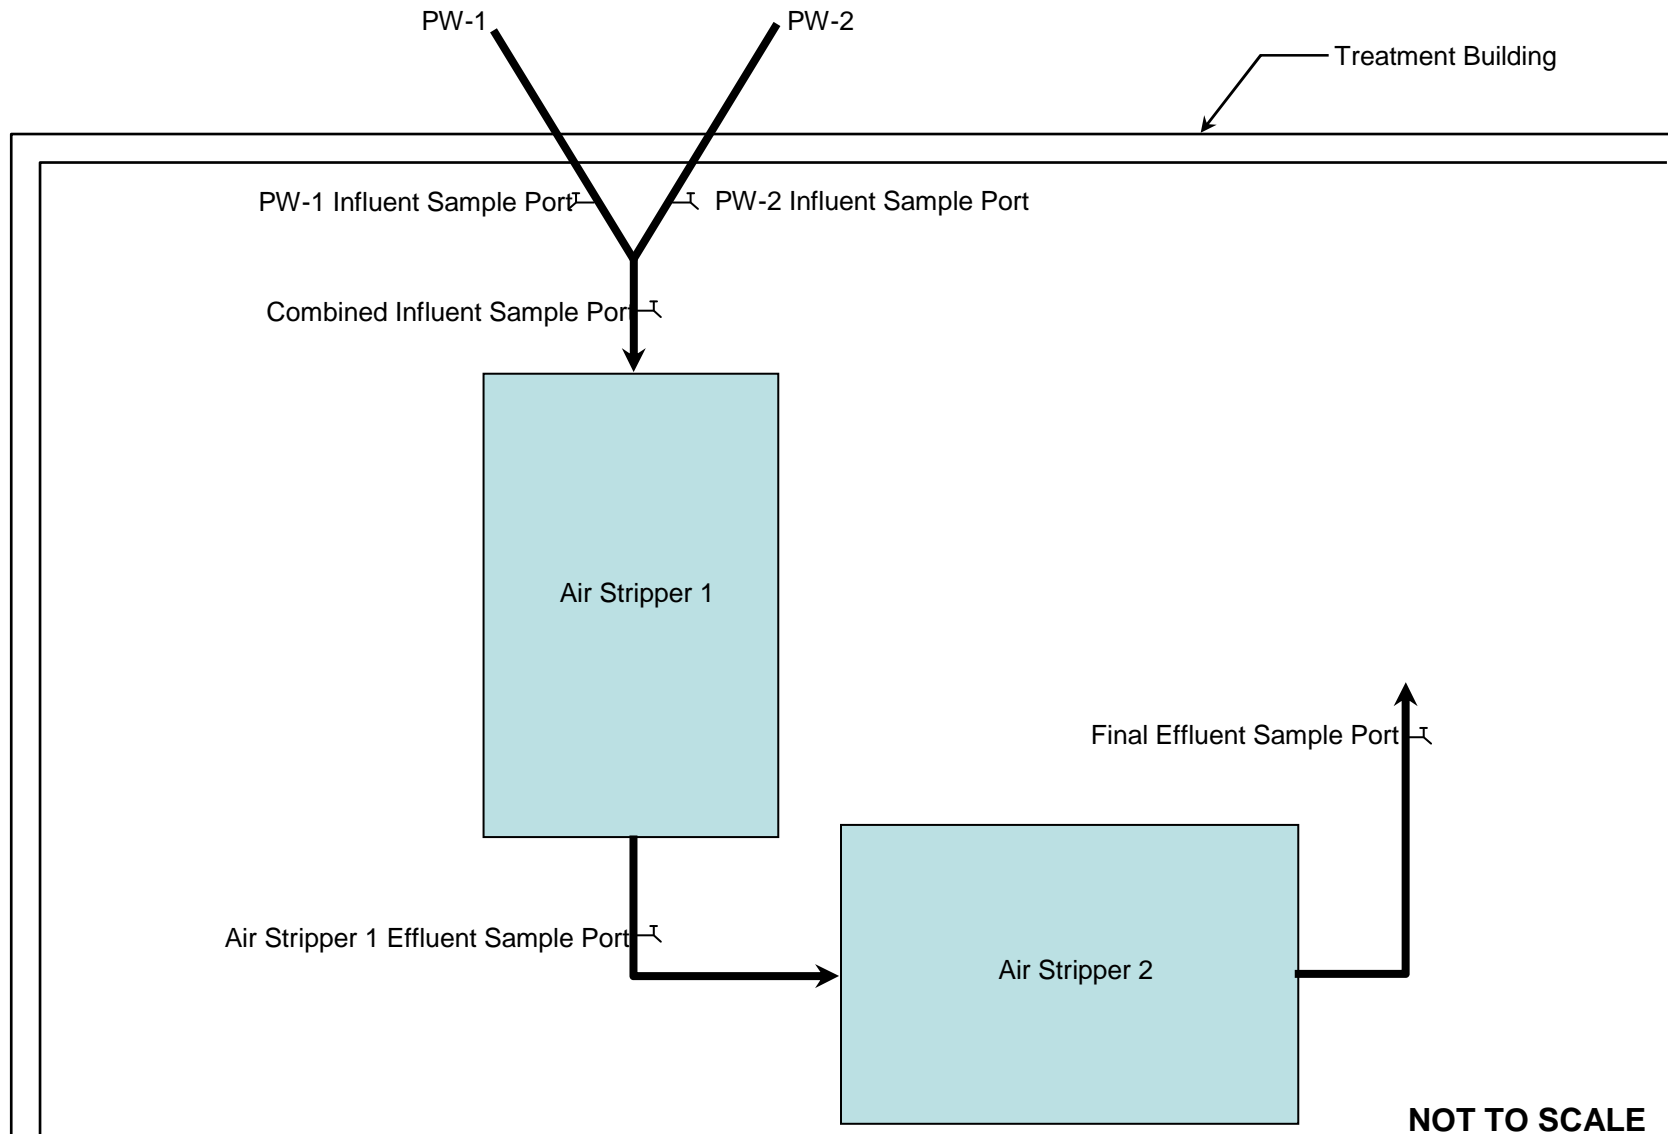 PW-1
PW-2
Treatment Building
PW-1 Influent Sample Port
PW-2 Influent Sample Port
Combined Influent Sample Port
Air Stripper 1
Final Effluent Sample Port
Air Stripper 1 Effluent Sample Port
Air Stripper 2
NOT TO SCALE